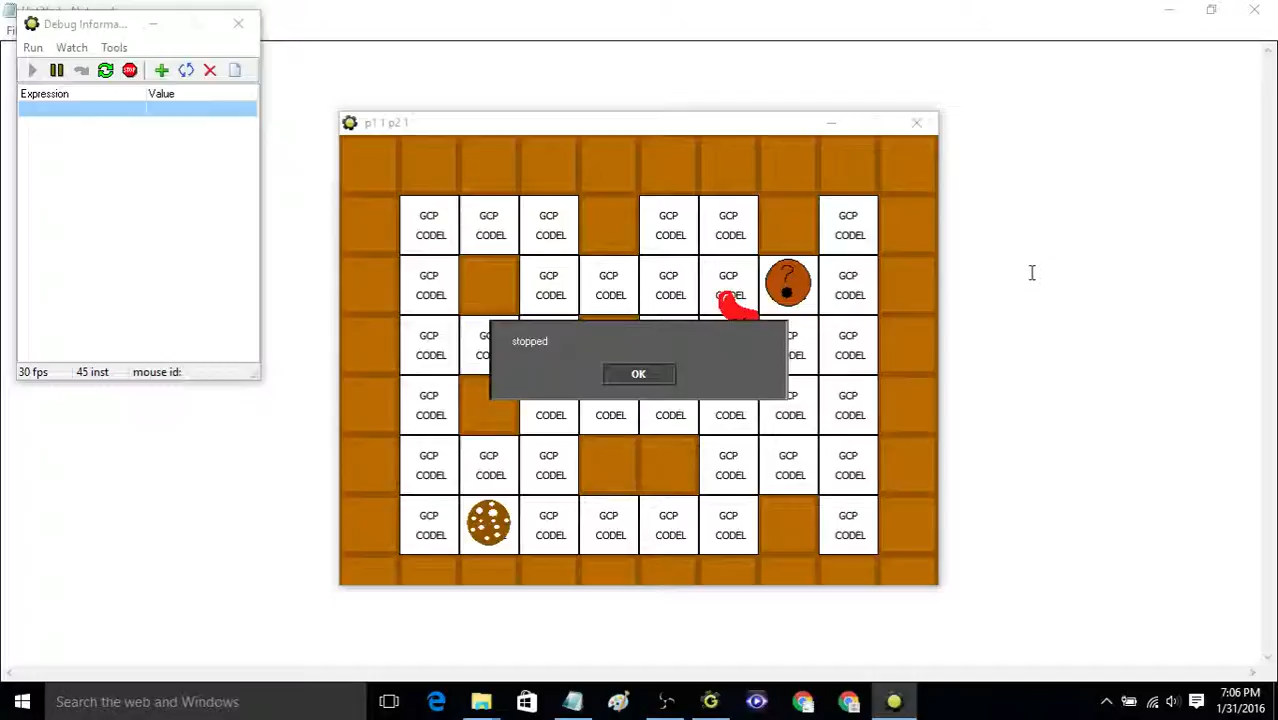 Debug Informa...
Run Watch Tools
Expression Value
30 fps 45 inst mouse id:
p1 1 p2 1
GCP GCP GCP GCP GCP GCP
CODEL CODEL CODEL CODEL CODEL CODEL
GCP GCP GCP GCP GCP ? GCP
CODEL CODEL CODEL CODEL CODEL
GCP GCP
CODEL CODEL
stopped
OK
GCP GCP
CODEL CODEL CODEL CODEL CODEL CODEL CODEL
GCP GCP GCP GCP GCP GCP
CODEL CODEL CODEL CODEL CODEL CODEL
GCP GCP GCP GCP GCP GCP
CODEL CODEL CODEL CODEL CODEL CODEL
Search the web and Windows
7:06 PM
1/31/2016